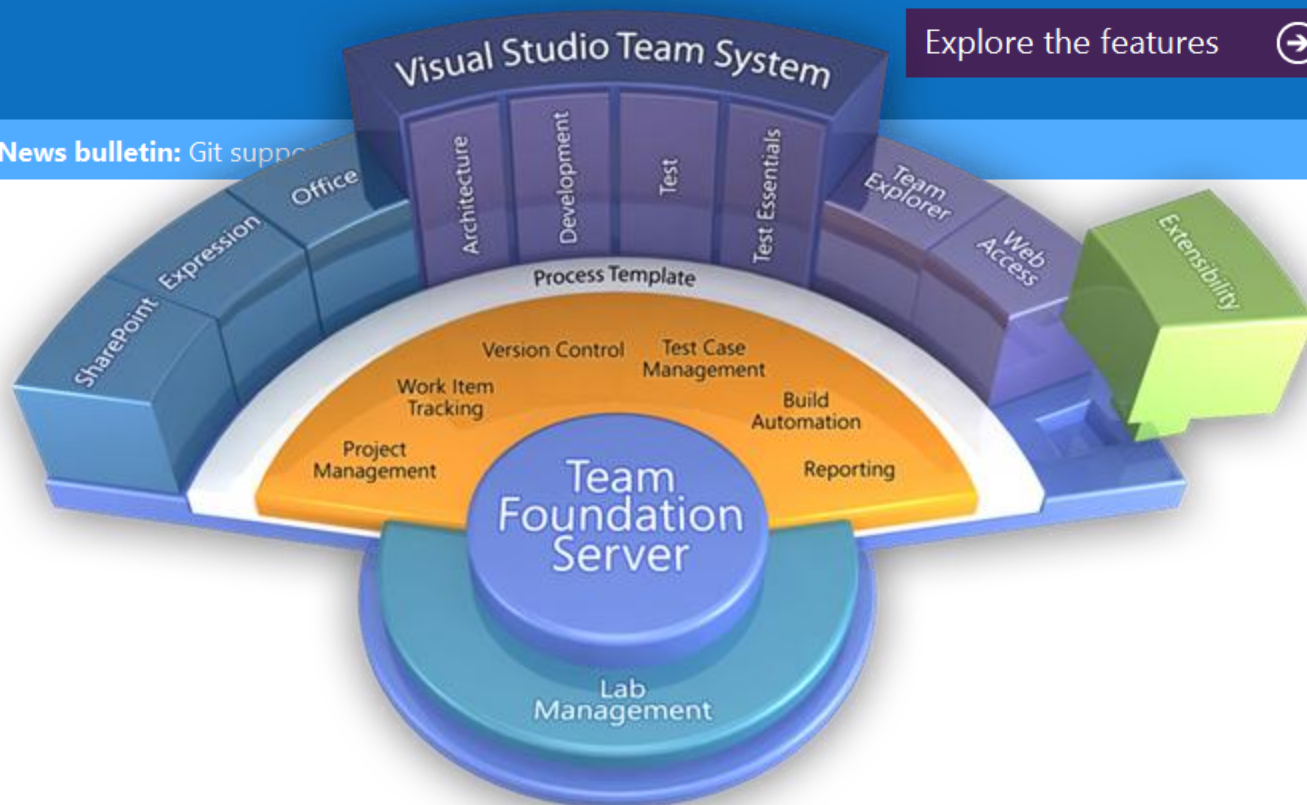 Explore the features
Visual Studio Team System
News bulletin: Git suppo
Architecture
Development
Test
Test Essentials
Office
Expression
SharePoint
Team
Explorer
Web
Access
Extensibility
Process Template
Version Control
Test Case
Management
Work Item
Tracking
Build
Automation
Project
Management
Reporting
Team
Foundation
Server
Lab
Management